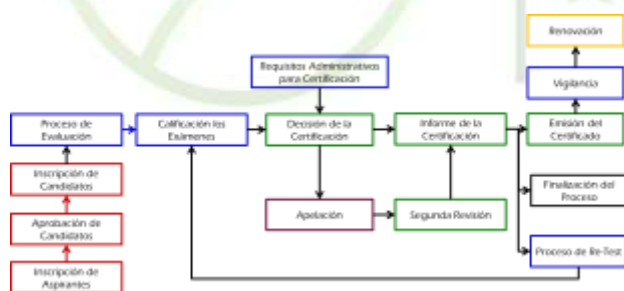 Renovación
Requisitos Administrativos
para Certificación
Vigilancia
Proceso de
Evaluación
Calificación los
Exámenes
Decisión de la
Certificación
Informe de la
Certificación
Emisión del
Certificado
Inscripción de
Candidatos
Finalización del
Proceso
Aprobación de
Candidatos
Apelación
Segunda Revisión
Proceso de Re-Test
Inscripción de
Aspirantes